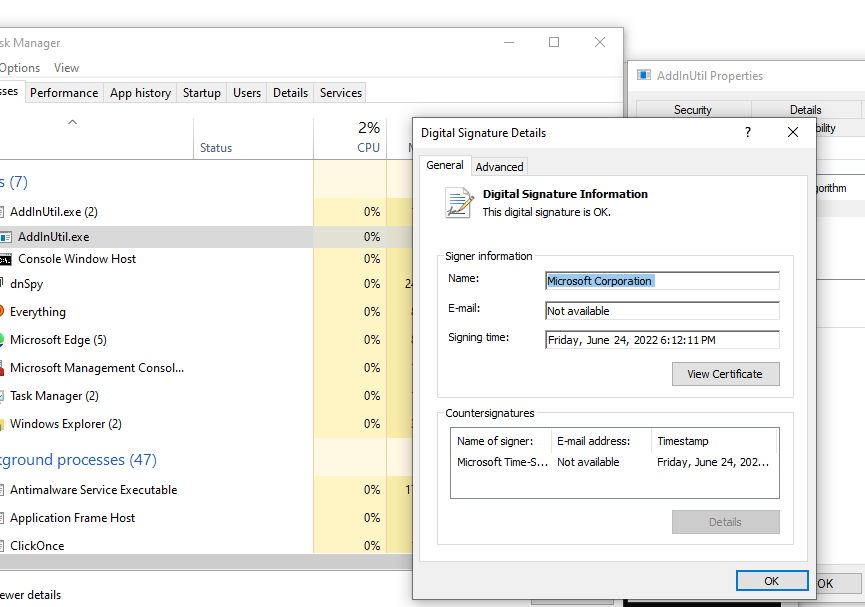 sk Manager
Options View
sses Performance App history Startup Users Details Services
2%
Status CPU M
s (7)
AddInUtil.exe (2) 0%
AddInUtil.exe 0%
Console Window Host 0%
dnSpy 0% 24
Everything 0%
Microsoft Edge (5) 0%
Microsoft Management Consol... 0%
Task Manager (2) 0%
Windows Explorer (2) 0%
kground processes (47)
Antimalware Service Executable 0% 17
Application Frame Host 0%
ClickOnce 0%
ewer details
AddInUtil Properties
Security Details
bility
gorithm
OK
Digital Signature Details ?
General Advanced
Digital Signature Information
This digital signature is OK.
Signer information
Name: Microsoft Corporation
E-mail: Not available
Signing time: Friday, June 24, 2022 6:12:11 PM
View Certificate
Countersignatures
Name of signer: E-mail address: Timestamp
Microsoft Time-S... Not available Friday, June 24, 202...
Details
OK